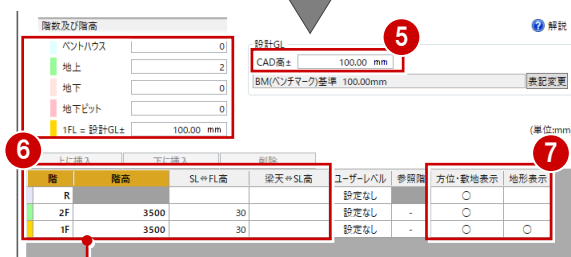 階数及び階高
ペントハウス 0
地上 2
地下 0
地下ピット 0
1FL = 設計GL± 100.00 mm
5
解説
設計GL
CAD高± 100.00 mm
BM(ベンチマーク)基準 100.00mm 表記変更
(単位:mm
6
7
上に挿入 下に挿入 削除
階 階高 SL⇔FL高 梁天⇔SL高 ユーザーレベル 参照階 方位・敷地表示 地形表示
R 設定なし ○
2F 3500 30 設定なし - ○
1F 3500 30 設定なし - ○ ○